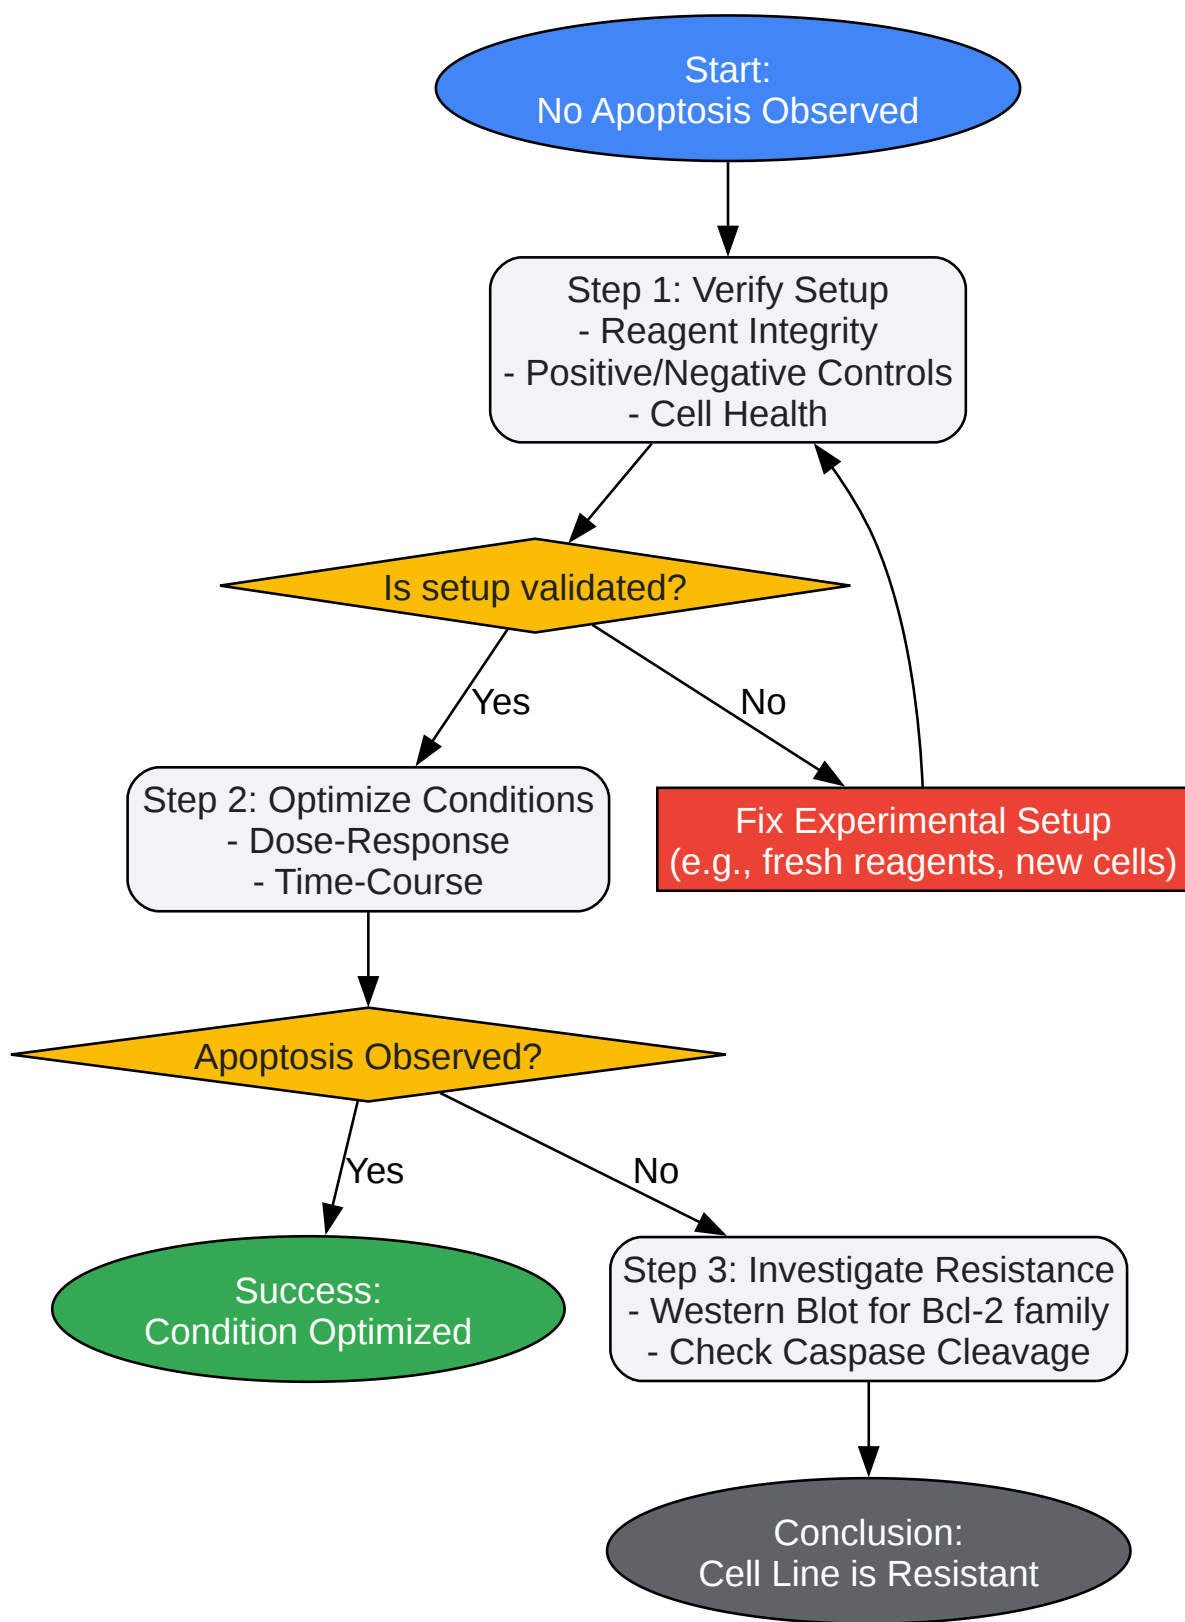 Start:
No Apoptosis Observed
Step 1: Verify Setup
- Reagent Integrity
- Positive/Negative Controls
- Cell Health
Is setup validated?
Yes
No
Step 2: Optimize Conditions
- Dose-Response
- Time-Course
Fix Experimental Setup
(e.g., fresh reagents, new cells)
Apoptosis Observed?
Yes
No
Success:
Condition Optimized
Step 3: Investigate Resistance
- Western Blot for Bcl-2 family
- Check Caspase Cleavage
Conclusion:
Cell Line is Resistant